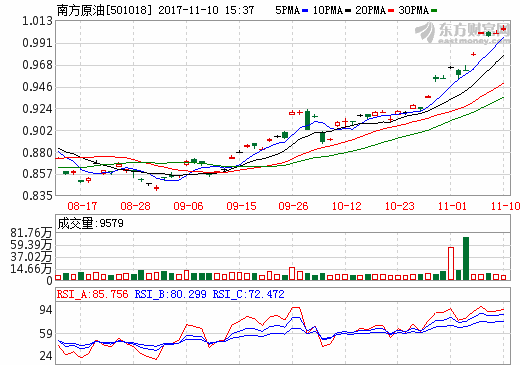 南方原油[501018] 2017-11-10 15:37 5PMA 10PMA 20PMA 30PMA
东方财富网
eastmoney.com
1.013
0.991
0.968
0.946
0.924
0.902
0.880
0.857
0.835
08-17 08-28 09-06 09-15 09-26 10-12 10-23 11-01 11-10
成交量:9579
81.76万
59.39万
37.02万
14.66万
0
RSI_A:85.756 RSI_B:80.299 RSI_C:72.472
94
59
24